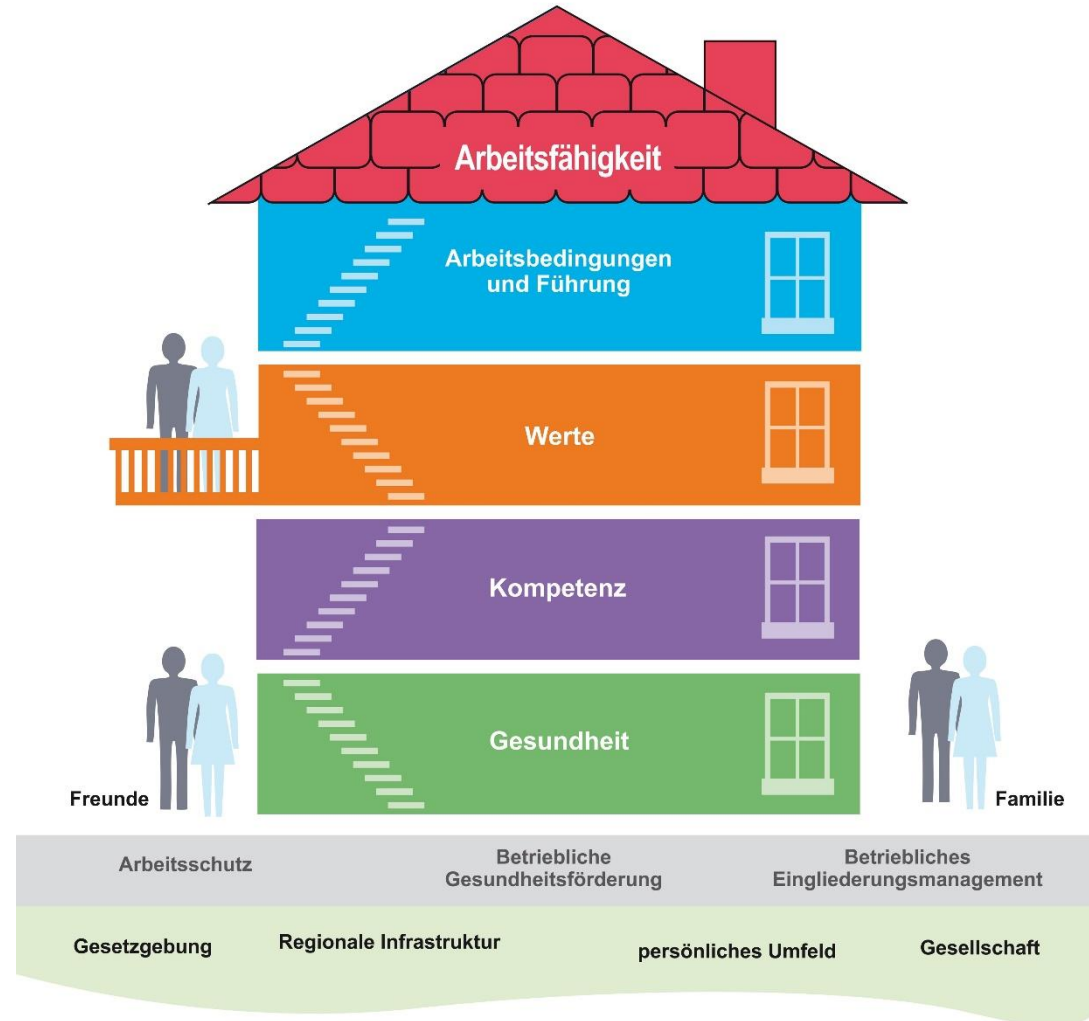 Arbeitsfähigkeit
Arbeitsbedingungen
und Führung
Werte
Kompetenz
Gesundheit
Freunde
Familie
Arbeitsschutz
Betriebliche
Gesundheitsförderung
Betriebliches
Eingliederungsmanagement
Gesetzgebung
Regionale Infrastruktur
persönliches Umfeld
Gesellschaft